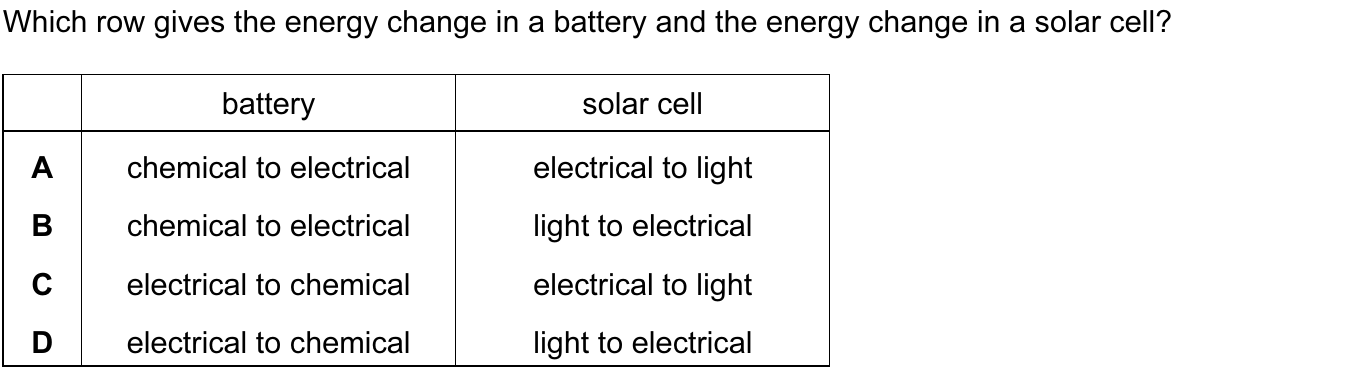 Which row gives the energy change in a battery and the energy change in a solar cell?
battery solar cell
A chemical to electrical electrical to light
B chemical to electrical light to electrical
C electrical to chemical electrical to light
D electrical to chemical light to electrical